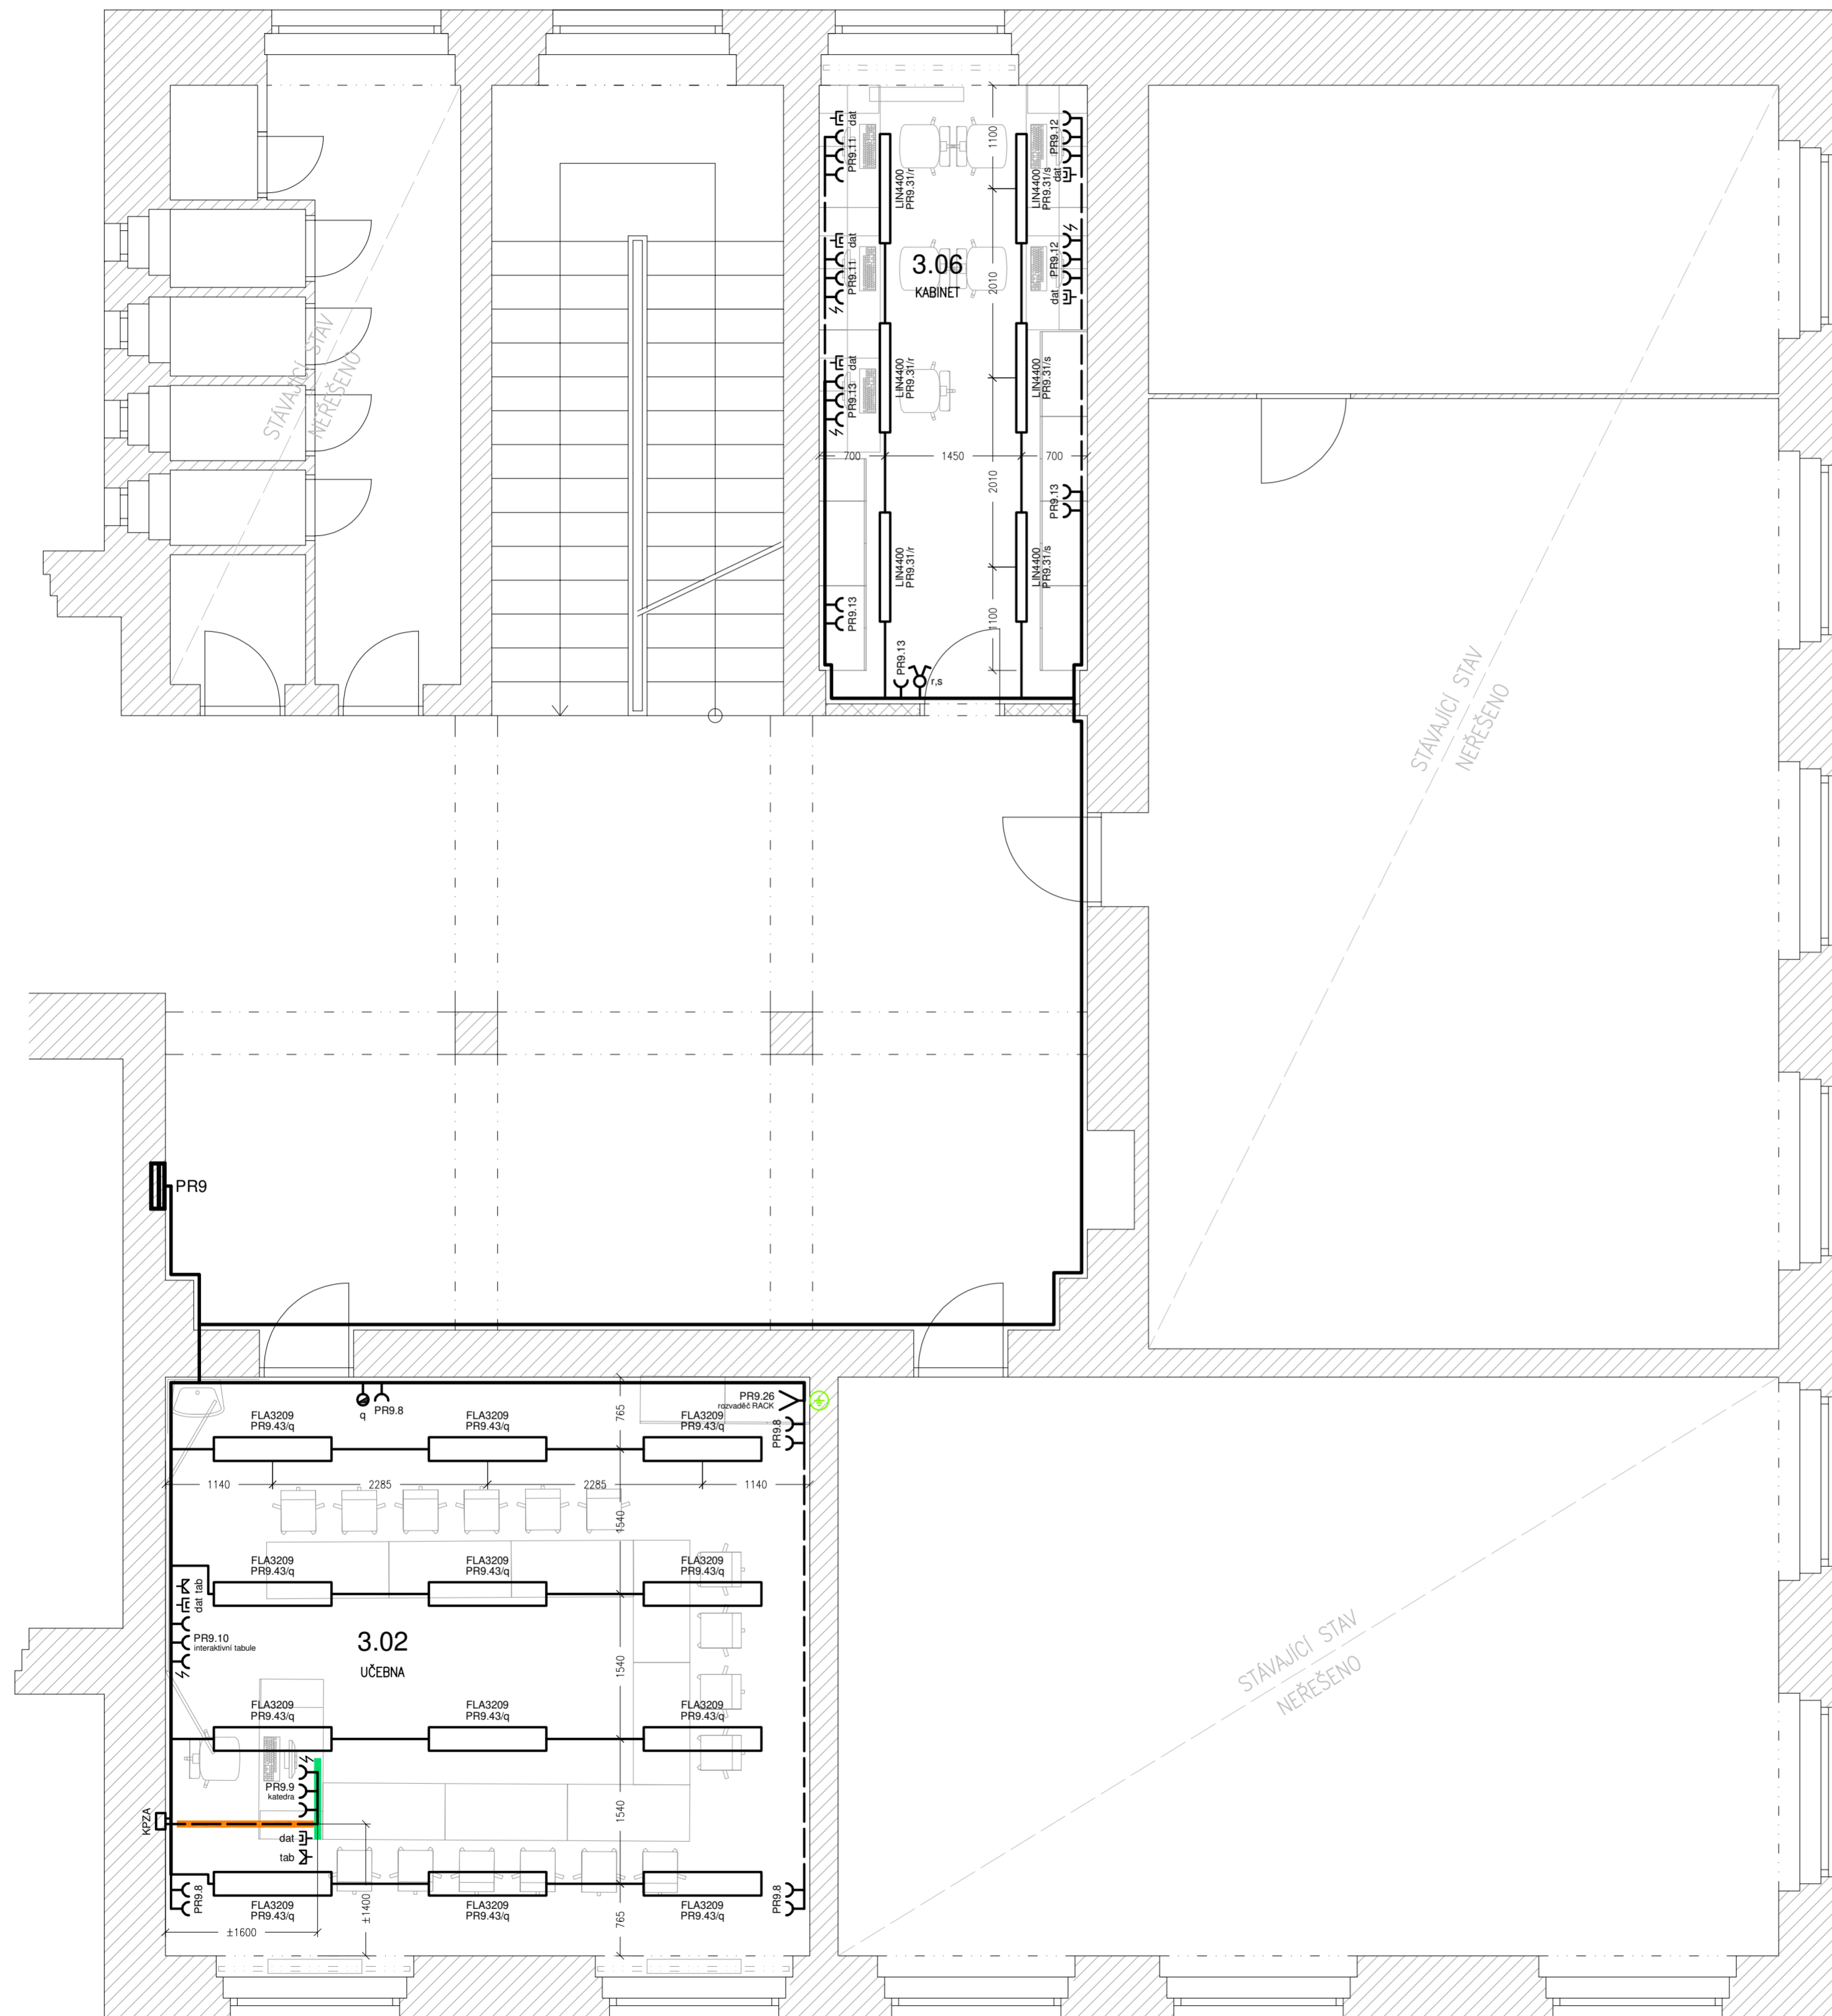 dat
PR9.11
LIN4400
PR9.31/r
1100
LIN4400
PR9.31/s
PR9.12
dat
dat
PR9.11
3.06
KABINET
2010
PR9.12
dat
dat
PR9.13
LIN4400
PR9.31/r
LIN4400
PR9.31/s
700
1450
700
2010
PR9.13
LIN4400
PR9.31/r
LIN4400
PR9.31/s
PR9.13
1100
PR9.13
r,s
STÁVAJÍCÍ STAV
NEŘEŠENO
STÁVAJÍCÍ STAV
NEŘEŠENO
PR9
q
PR9.8
765
PR9.26
rozvaděč RACK
PR9.8
FLA3209
PR9.43/q
FLA3209
PR9.43/q
FLA3209
PR9.43/q
1140
2285
2285
1140
1540
FLA3209
PR9.43/q
FLA3209
PR9.43/q
FLA3209
PR9.43/q
tab
dat
PR9.10
interaktivní tabule
3.02
UČEBNA
1540
FLA3209
PR9.43/q
FLA3209
PR9.43/q
FLA3209
PR9.43/q
PR9.9
katedra
KPZA
1540
dat
tab
PR9.8
FLA3209
PR9.43/q
FLA3209
PR9.43/q
FLA3209
PR9.43/q
PR9.8
±1400
765
±1600
STÁVAJÍCÍ STAV
NEŘEŠENO